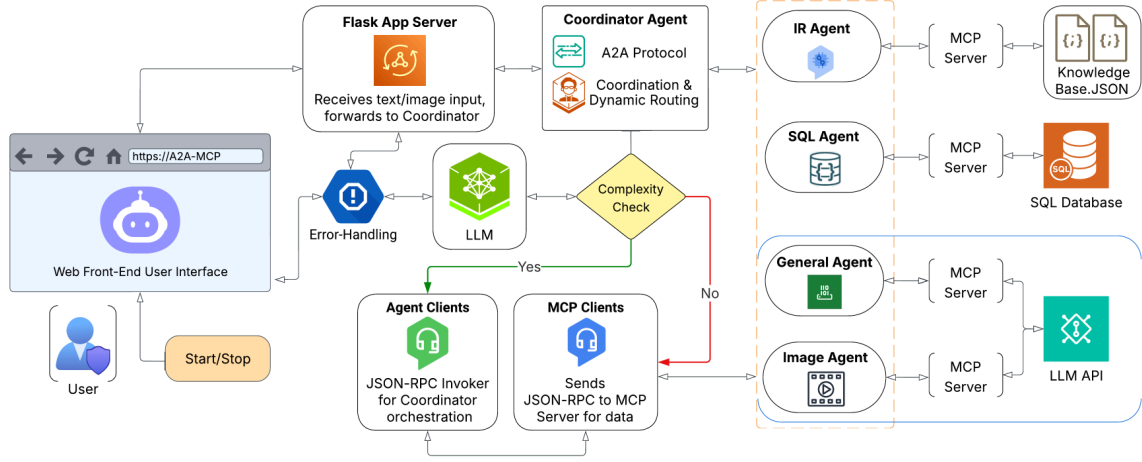 Flask App Server
Receives text/image input,
forwards to Coordinator
Coordinator Agent
A2A Protocol
Coordination &
Dynamic Routing
IR Agent
MCP
Server
Knowledge
Base.JSON
https://A2A-MCP
Web Front-End User Interface
Error-Handling
LLM
Complexity
Check
SQL Agent
MCP
Server
SQL
SQL Database
Yes
No
General Agent
MCP
Server
User
Start/Stop
Agent Clients
JSON-RPC Invoker
for Coordinator
orchestration
MCP Clients
Sends
JSON-RPC to MCP
Server for data
Image Agent
MCP
Server
LLM API